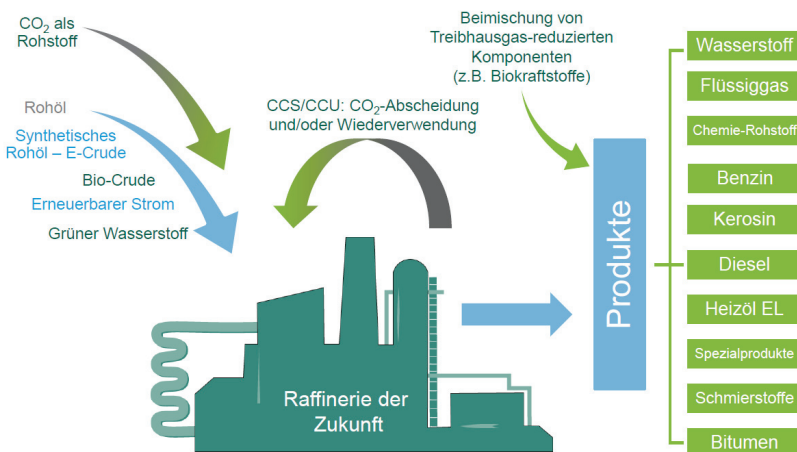 CO₂ als
Rohstoff
Rohöl
Synthetisches
Rohöl – E-Crude
Bio-Crude
Erneuerbarer Strom
Grüner Wasserstoff
CCS/CCU: CO₂-Abscheidung
und/oder Wiederverwendung
Beimischung von
Treibhausgas-reduzierten
Komponenten
(z.B. Biokraftstoffe)
Raffinerie der
Zukunft
Produkte
Wasserstoff
Flüssiggas
Chemie-Rohstoff
Benzin
Kerosin
Diesel
Heizöl EL
Spezialprodukte
Schmierstoffe
Bitumen